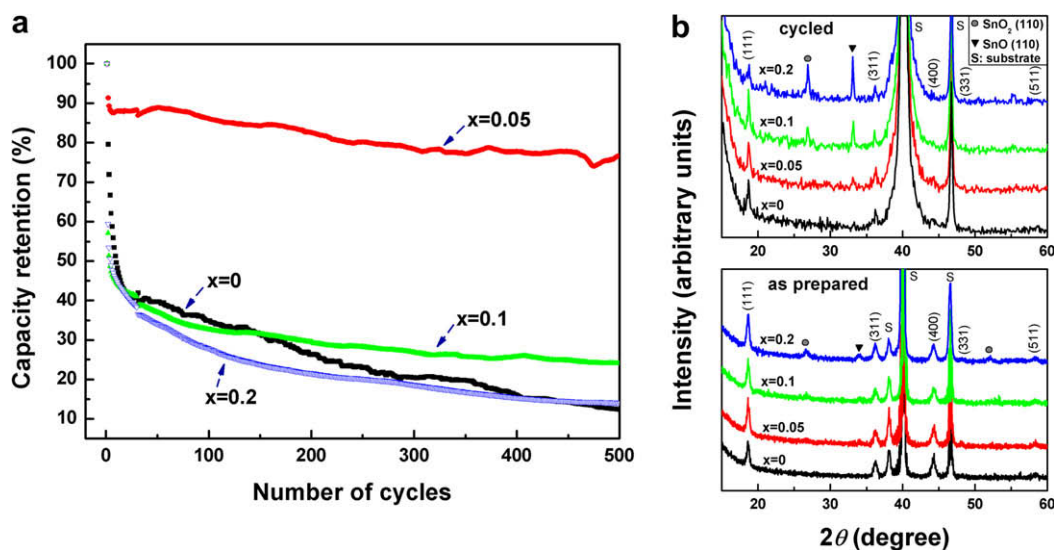 a
Capacity retention (%)
100
90
80
70
60
50
40
30
20
10
x=0.05
x=0
x=0.1
x=0.2
0
100
200
300
400
500
Number of cycles
b
Intensity (arbitrary units)
cycled
SnO₂ (110)
SnO (110)
S: substrate
S
S
(111)
(311)
(400)
(331)
(511)
x=0.2
x=0.1
x=0.05
x=0
20
30
40
50
60
as prepared
S
S
S
(111)
(311)
(400)
(331)
(511)
x=0.2
x=0.1
x=0.05
x=0
20
30
40
50
60
2θ (degree)